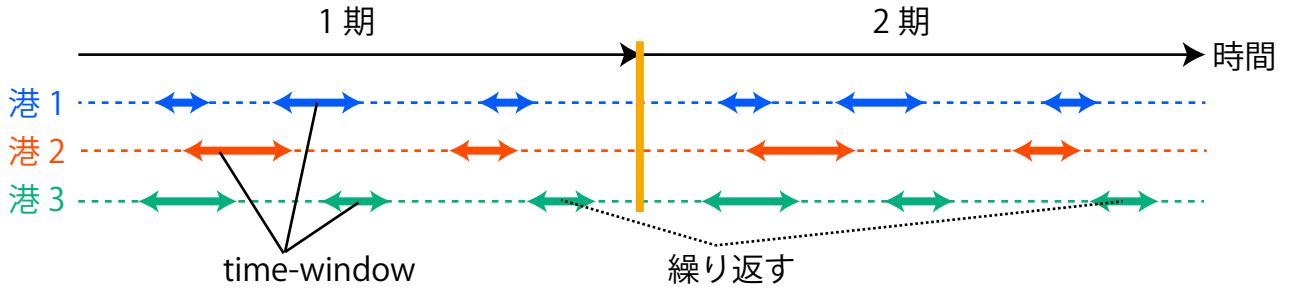 1 期
2 期
時間
港 1
港 2
港 3
time-window
繰り返す